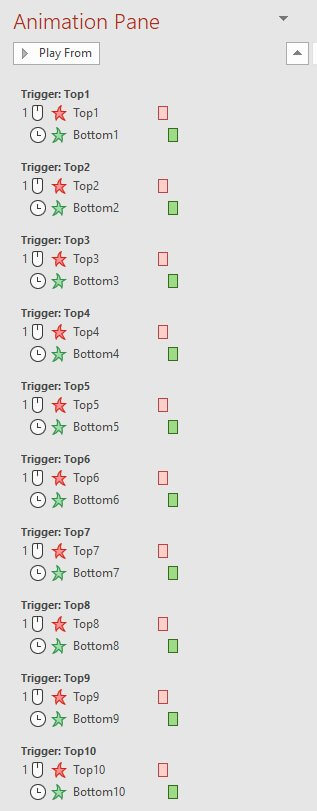 Animation Pane
Play From
Trigger: Top1
1 Top1
Bottom1
Trigger: Top2
1 Top2
Bottom2
Trigger: Top3
1 Top3
Bottom3
Trigger: Top4
1 Top4
Bottom4
Trigger: Top5
1 Top5
Bottom5
Trigger: Top6
1 Top6
Bottom6
Trigger: Top7
1 Top7
Bottom7
Trigger: Top8
1 Top8
Bottom8
Trigger: Top9
1 Top9
Bottom9
Trigger: Top10
1 Top10
Bottom10